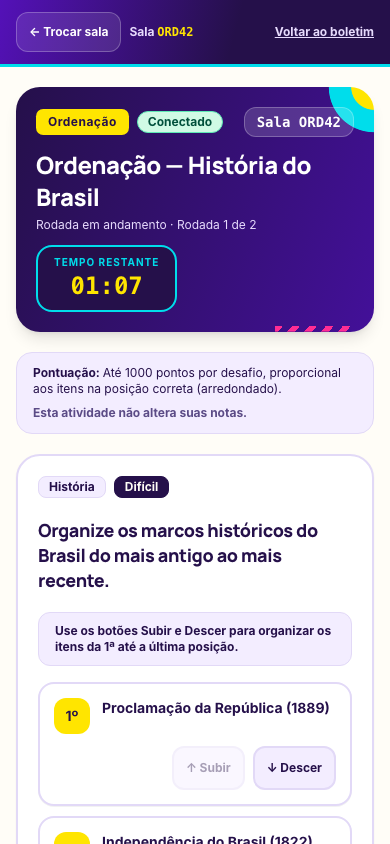 ← Trocar sala
Sala ORD42
Voltar ao boletim
Ordenação
Conectado
Sala ORD42
Ordenação — História do
Brasil
Rodada em andamento · Rodada 1 de 2
TEMPO RESTANTE
01:07
Pontuação: Até 1000 pontos por desafio, proporcional
aos itens na posição correta (arredondado).
Esta atividade não altera suas notas.
História
Difícil
Organize os marcos históricos do
Brasil do mais antigo ao mais
recente.
Use os botões Subir e Descer para organizar os
itens da 1ª até a última posição.
1º
Proclamação da República (1889)
↑ Subir
↓ Descer
Independência do Brasil (1822)